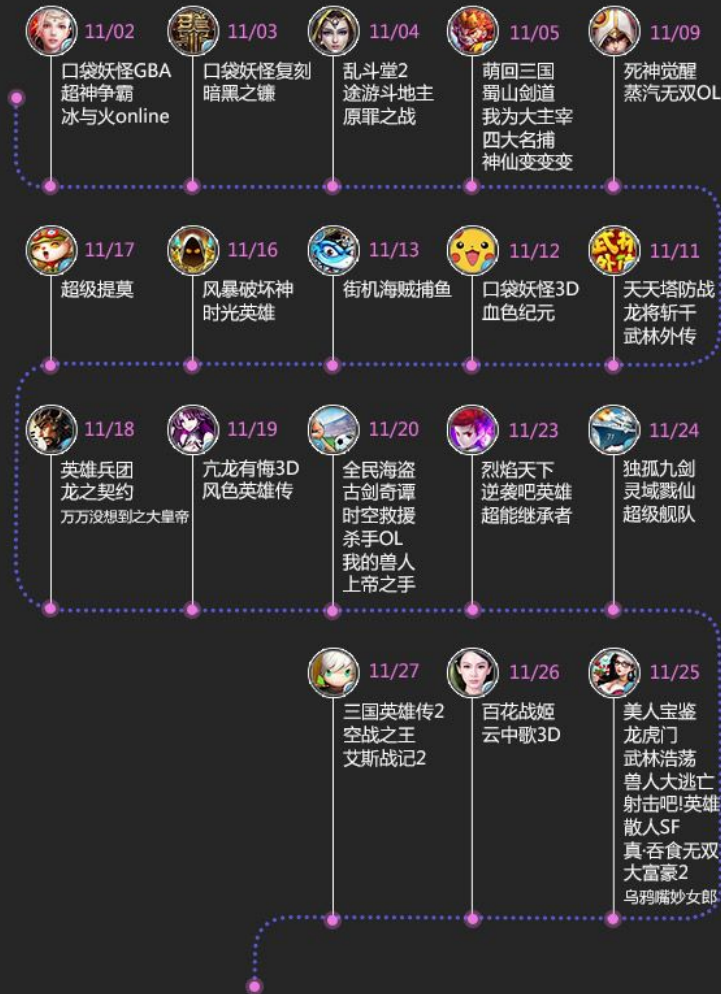 11/02
口袋妖怪GBA
超神争霸
冰与火online
11/03
口袋妖怪复刻
暗黑之镰
11/04
乱斗堂2
途游斗地主
原罪之战
11/05
萌回三国
蜀山剑道
我为大主宰
四大名捕
神仙变变变
11/09
死神觉醒
蒸汽无双OL
11/17
超级提莫
11/16
风暴破坏神
时光英雄
11/13
街机海贼捕鱼
11/12
口袋妖怪3D
血色纪元
11/11
天天塔防战
龙将斩千
武林外传
11/18
英雄兵团
龙之契约
万万没想到之大皇帝
11/19
亢龙有悔3D
风色英雄传
11/20
全民海盗
古剑奇谭
时空救援
杀手OL
我的兽人
上帝之手
11/23
烈焰天下
逆袭吧英雄
超能继承者
11/24
独孤九剑
灵域戮仙
超级舰队
11/27
三国英雄传2
空战之王
艾斯战记2
11/26
百花战姬
云中歌3D
11/25
美人宝鉴
龙虎门
武林浩荡
兽人大逃亡
射击吧!英雄
散人SF
真·吞食无双
大富豪2
乌鸦嘴妙女郎